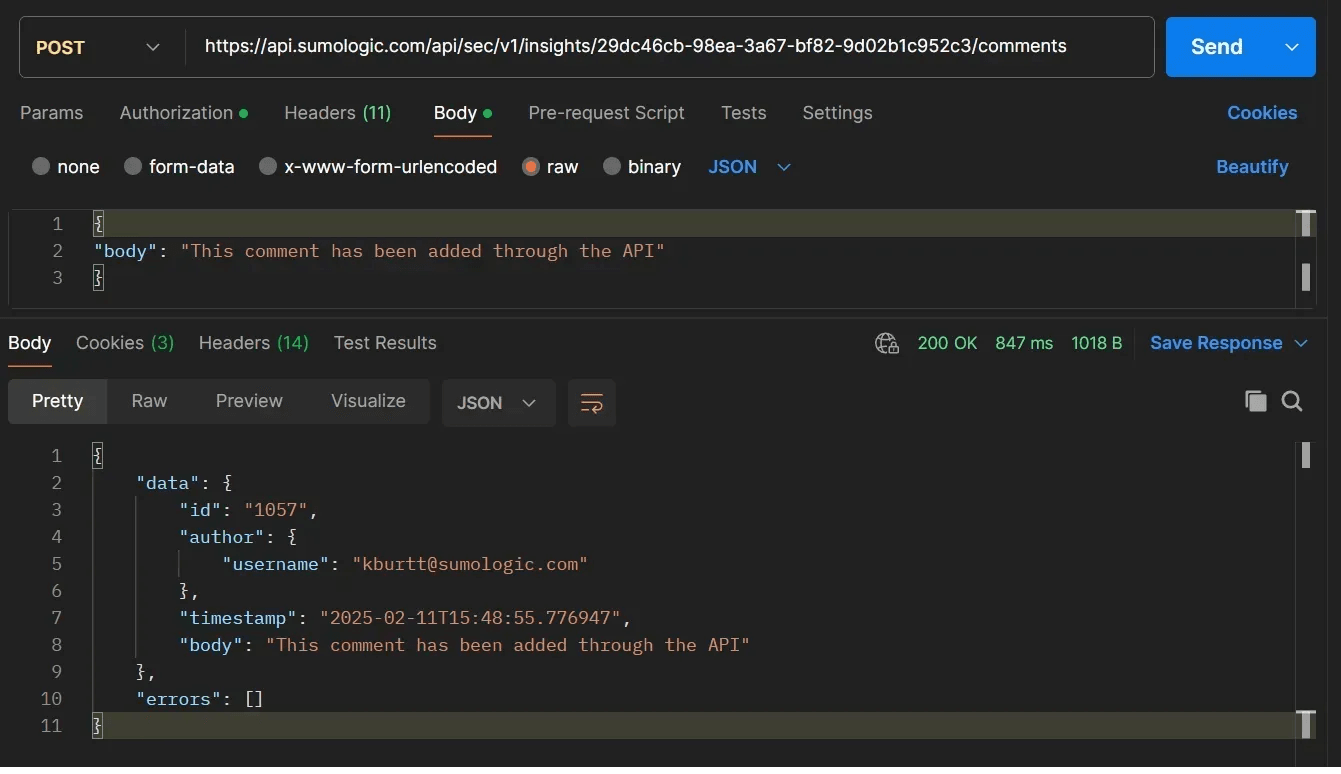 POST https://api.sumologic.com/api/sec/v1/insights/29dc46cb-98ea-3a67-bf82-9d02b1c952c3/comments Send
Params Authorization Headers (11) Body Pre-request Script Tests Settings Cookies
none form-data x-www-form-urlencoded raw binary JSON Beautify
1 {
2 "body": "This comment has been added through the API"
3 }
Body Cookies (3) Headers (14) Test Results 200 OK 847 ms 1018 B Save Response
Pretty Raw Preview Visualize JSON
1 {
2 "data": {
3 "id": "1057",
4 "author": {
5 "username": "kburtt@sumologic.com"
6 },
7 "timestamp": "2025-02-11T15:48:55.776947",
8 "body": "This comment has been added through the API"
9 },
10 "errors": []
11 }